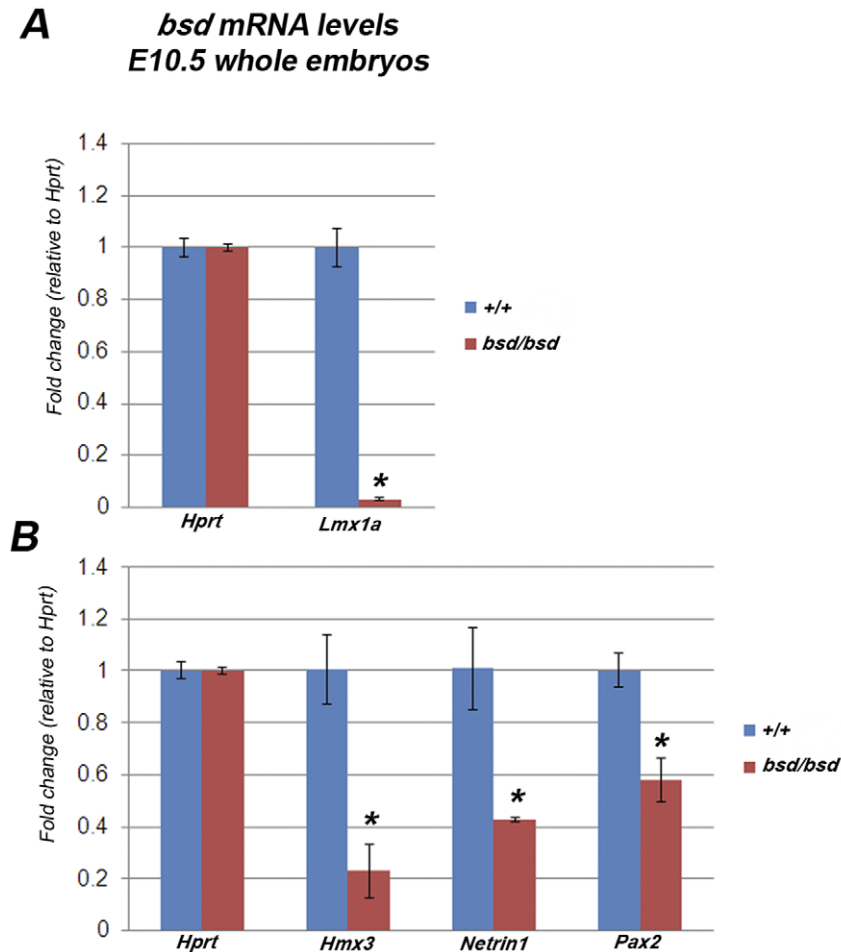 A
bsd mRNA levels
E10.5 whole embryos
Fold change (relative to Hprt)
1.4
1.2
1
0.8
0.6
0.4
0.2
0
*
Hprt Lmx1a
+/+
bsd/bsd
B
Fold change (relative to Hprt)
1.4
1.2
1
0.8
0.6
0.4
0.2
0
* * *
Hprt Hmx3 Netrin1 Pax2
+/+
bsd/bsd